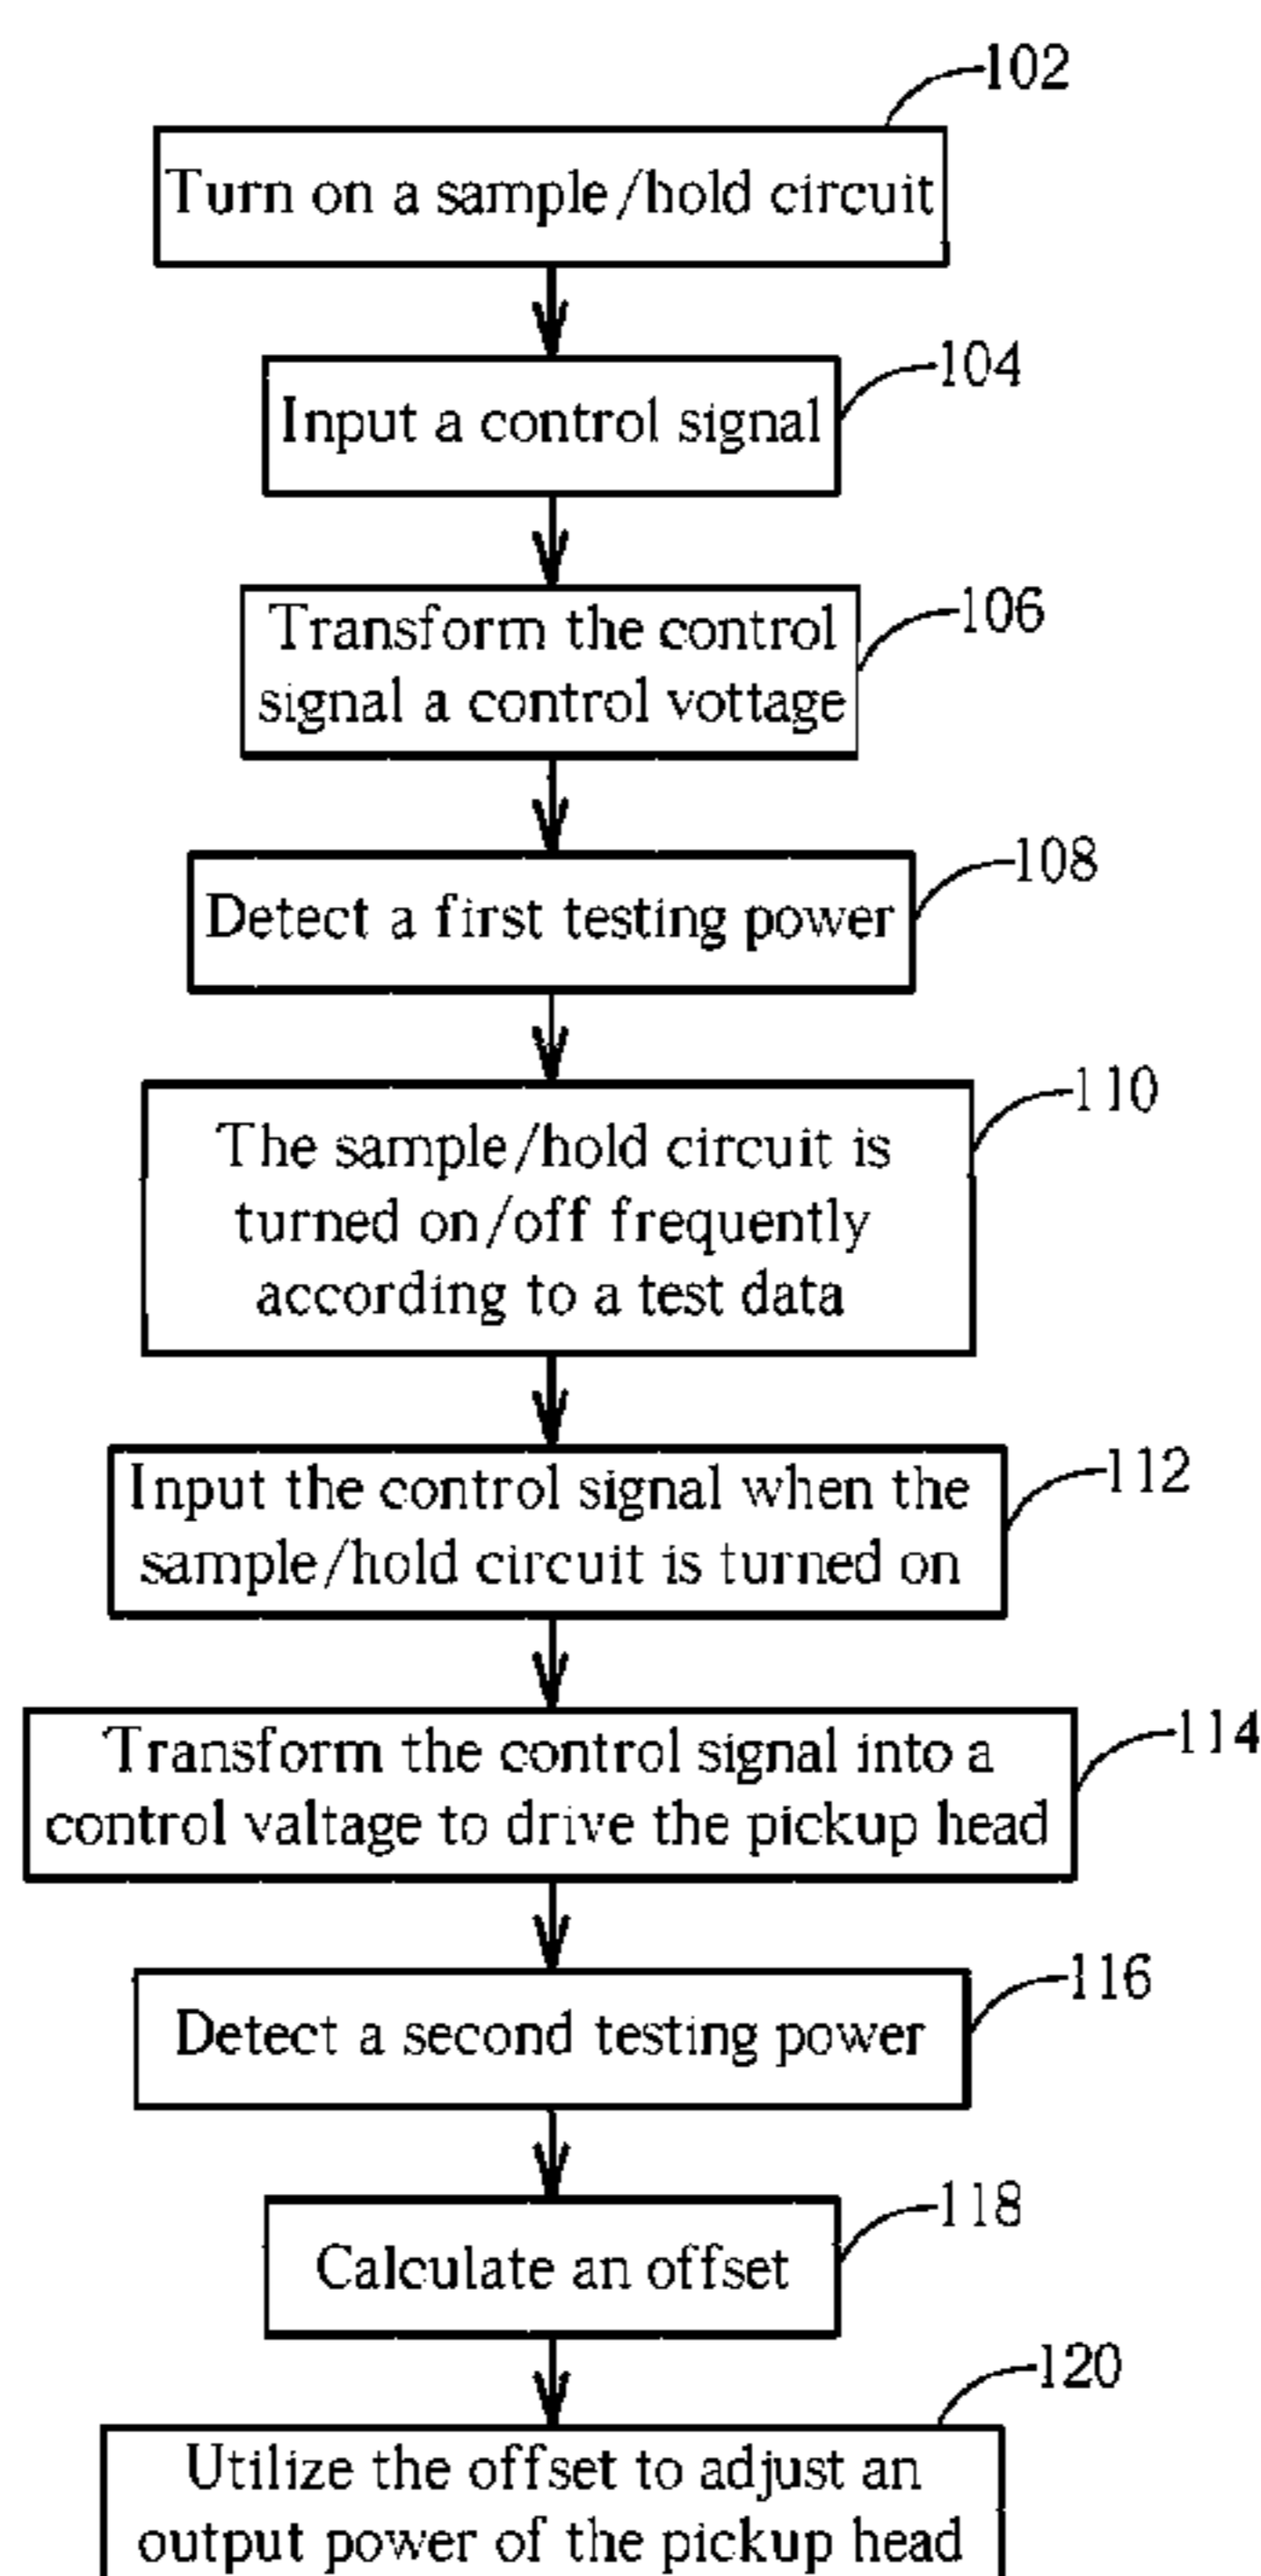 102
Turn on a sample/hold circuit
104
Input a control signal
106
Transform the control
signal a control vottage
108
Detect a first testing power
110
The sample/hold circuit is
turned on/off frequently
according to a test data
112
Input the control signal when the
sample/hold circuit is turned on
114
Transform the control signal into a
control valtage to drive the pickup head
116
Detect a second testing power
118
Calculate an offset
120
Utilize the offset to adjust an
output power of the pickup head